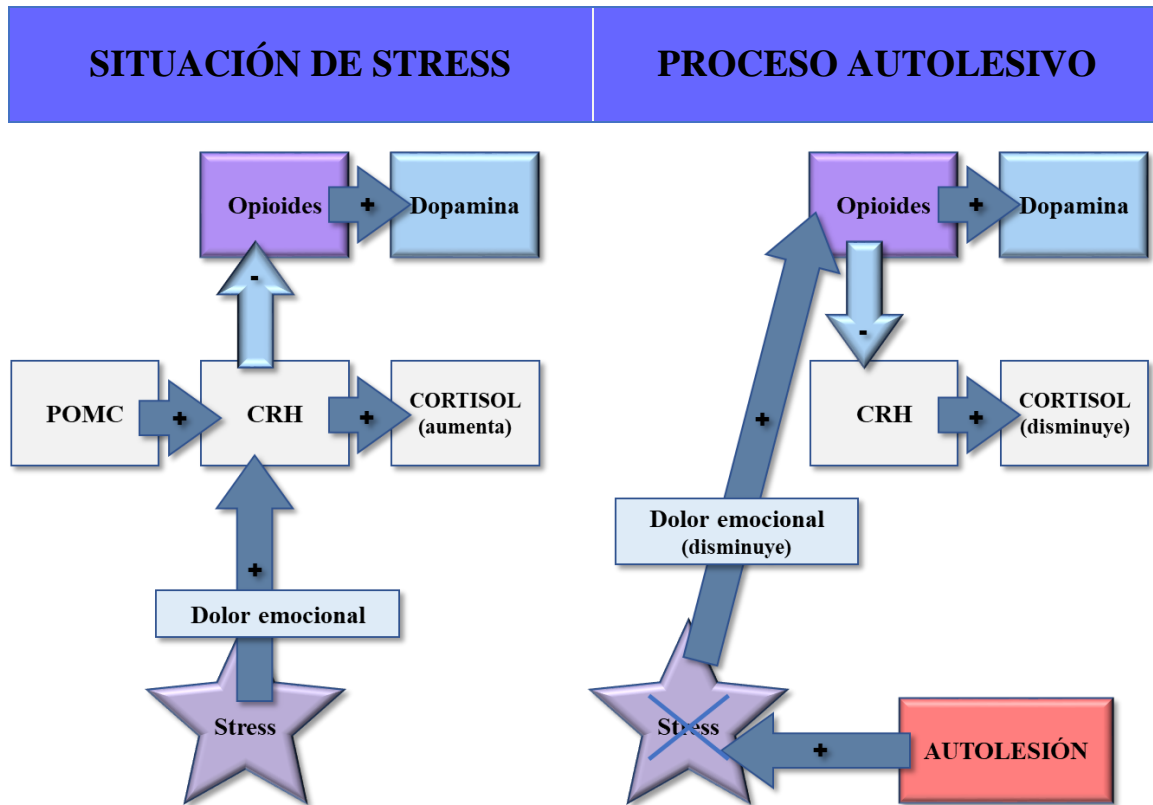 SITUACIÓN DE STRESS
PROCESO AUTOLESIVO
Opioides
+
Dopamina
-
POMC
+
CRH
+
CORTISOL
(aumenta)
+
Dolor emocional
Stress
Opioides
+
Dopamina
-
CRH
+
CORTISOL
(disminuye)
+
Dolor emocional
(disminuye)
Stress
+
AUTOLESIÓN